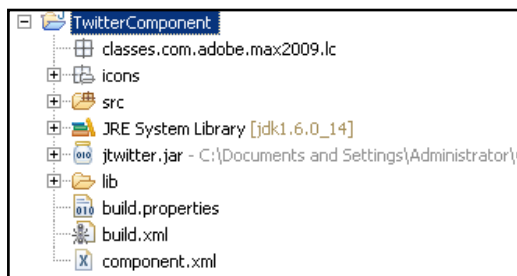 TwitterComponent
classes.com.adobe.max2009.lc
icons
src
JRE System Library [jdk1.6.0_14]
jtwitter.jar - C:\Documents and Settings\Administrator\
lib
build.properties
build.xml
component.xml